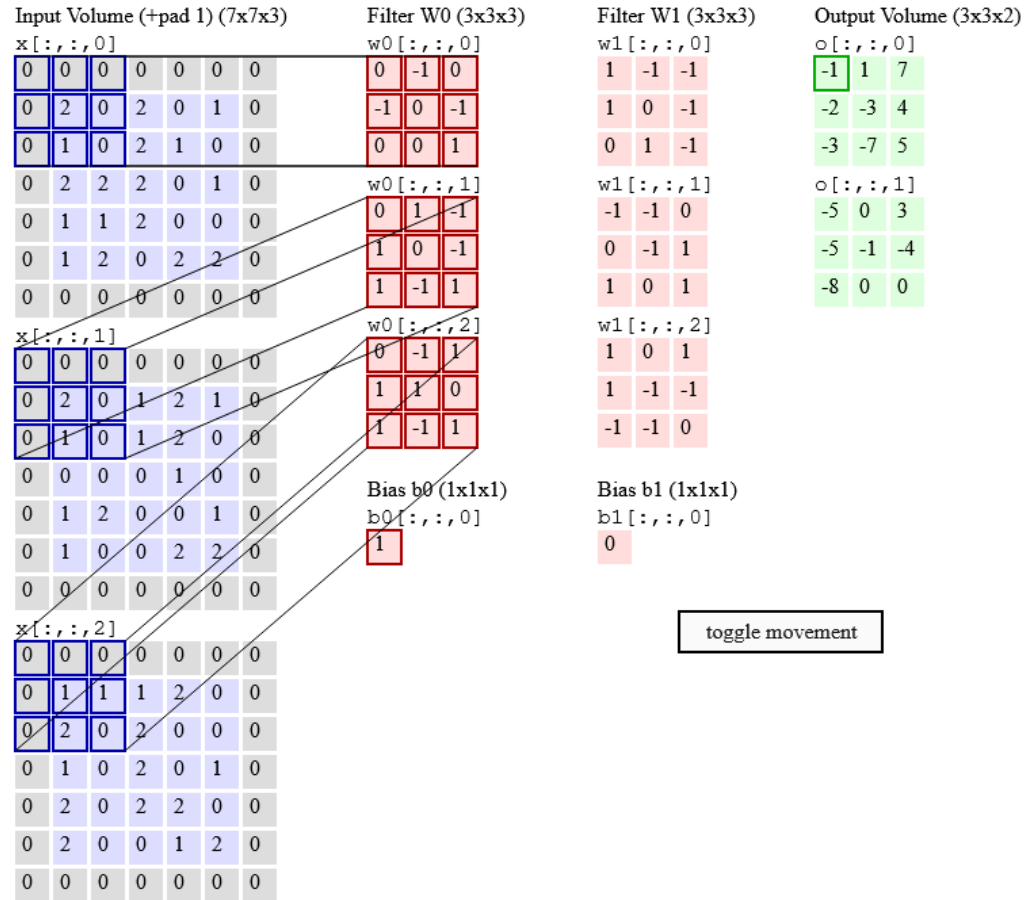 Input Volume (+pad 1) (7x7x3)
x[:,:,0]
0 0 0 0 0 0 0
0 2 0 2 0 1 0
0 1 0 2 1 0 0
0 2 2 2 0 1 0
0 1 1 2 0 0 0
0 1 2 0 2 2 0
0 0 0 0 0 0 0
x[:,:,1]
0 0 0 0 0 0 0
0 2 0 1 2 1 0
0 1 0 1 2 0 0
0 0 0 0 1 0 0
0 1 2 0 0 1 0
0 1 0 0 2 2 0
0 0 0 0 0 0 0
x[:,:,2]
0 0 0 0 0 0 0
0 1 1 1 2 0 0
0 2 0 2 0 0 0
0 1 0 2 0 1 0
0 2 0 2 2 0 0
0 2 0 0 1 2 0
0 0 0 0 0 0 0
Filter W0 (3x3x3)
w0[:,:,0]
0 -1 0
-1 0 -1
0 0 1
w0[:,:,1]
0 1 -1
1 0 -1
1 -1 1
w0[:,:,2]
0 -1 1
1 1 0
1 -1 1
Bias b0 (1x1x1)
b0[:,:,0]
1
Filter W1 (3x3x3)
w1[:,:,0]
1 -1 -1
1 0 -1
0 1 -1
w1[:,:,1]
-1 -1 0
0 -1 1
1 0 1
w1[:,:,2]
1 0 1
1 -1 -1
-1 -1 0
Bias b1 (1x1x1)
b1[:,:,0]
0
Output Volume (3x3x2)
o[:,:,0]
-1 1 7
-2 -3 4
-3 -7 5
o[:,:,1]
-5 0 3
-5 -1 -4
-8 0 0
toggle movement